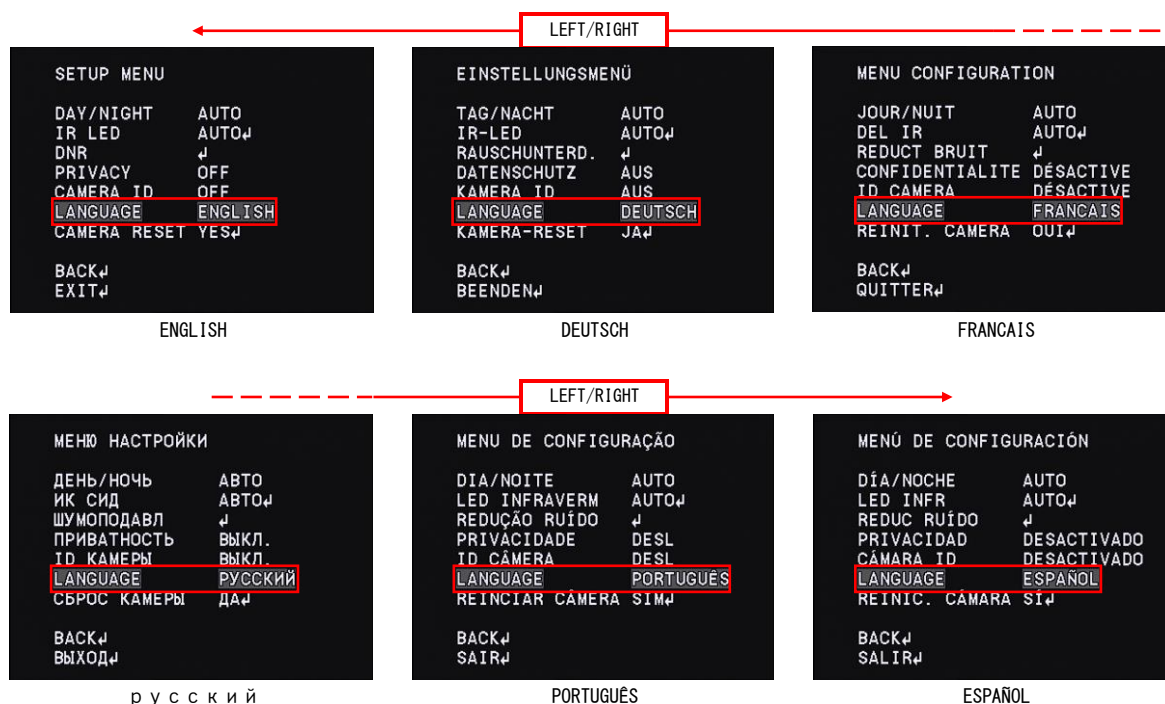 LEFT/RIGHT
SETUP MENU
DAY/NIGHT AUTO
IR LED AUTO↲
DNR ↲
PRIVACY OFF
CAMERA ID OFF
LANGUAGE ENGLISH
CAMERA RESET YES↲
BACK↲
EXIT↲
ENGLISH
EINSTELLUNGSMENÜ
TAG/NACHT AUTO
IR-LED AUTO↲
RAUSCHUNTERD. ↲
DATENSCHUTZ AUS
KAMERA ID AUS
LANGUAGE DEUTSCH
KAMERA-RESET JA↲
BACK↲
BEENDEN↲
DEUTSCH
MENU CONFIGURATION
JOUR/NUIT AUTO
DEL IR AUTO↲
REDUCT BRUIT ↲
CONFIDENTIALITE DÉSACTIVE
ID CAMERA DÉSACTIVE
LANGUAGE FRANCAIS
REINIT. CAMERA OUI↲
BACK↲
QUITTER↲
FRANCAIS
LEFT/RIGHT
МЕНЮ НАСТРОЙКИ
ДЕНЬ/НОЧЬ АВТО
ИК СИД АВТО↲
ШУМОПОДАВЛ ↲
ПРИВАТНОСТЬ ВЫКЛ.
ID КАМЕРЫ ВЫКЛ.
LANGUAGE РУССКИЙ
СБРОС КАМЕРЫ ДА↲
BACK↲
ВЫХОД↲
русский
MENU DE CONFIGURAÇÃO
DIA/NOITE AUTO
LED INFRAVERM AUTO↲
REDUÇÃO RUÍDO ↲
PRIVACIDADE DESL
ID CÂMERA DESL
LANGUAGE PORTUGUÊS
REINCIAR CÂMERA SIM↲
BACK↲
SAIR↲
PORTUGUÊS
MENÚ DE CONFIGURACIÓN
DÍA/NOCHE AUTO
LED INFR AUTO↲
REDUC RUÍDO ↲
PRIVACIDAD DESACTIVADO
CÁMARA ID DESACTIVADO
LANGUAGE ESPAÑOL
REINIC. CÁMARA SÍ↲
BACK↲
SALIR↲
ESPAÑOL